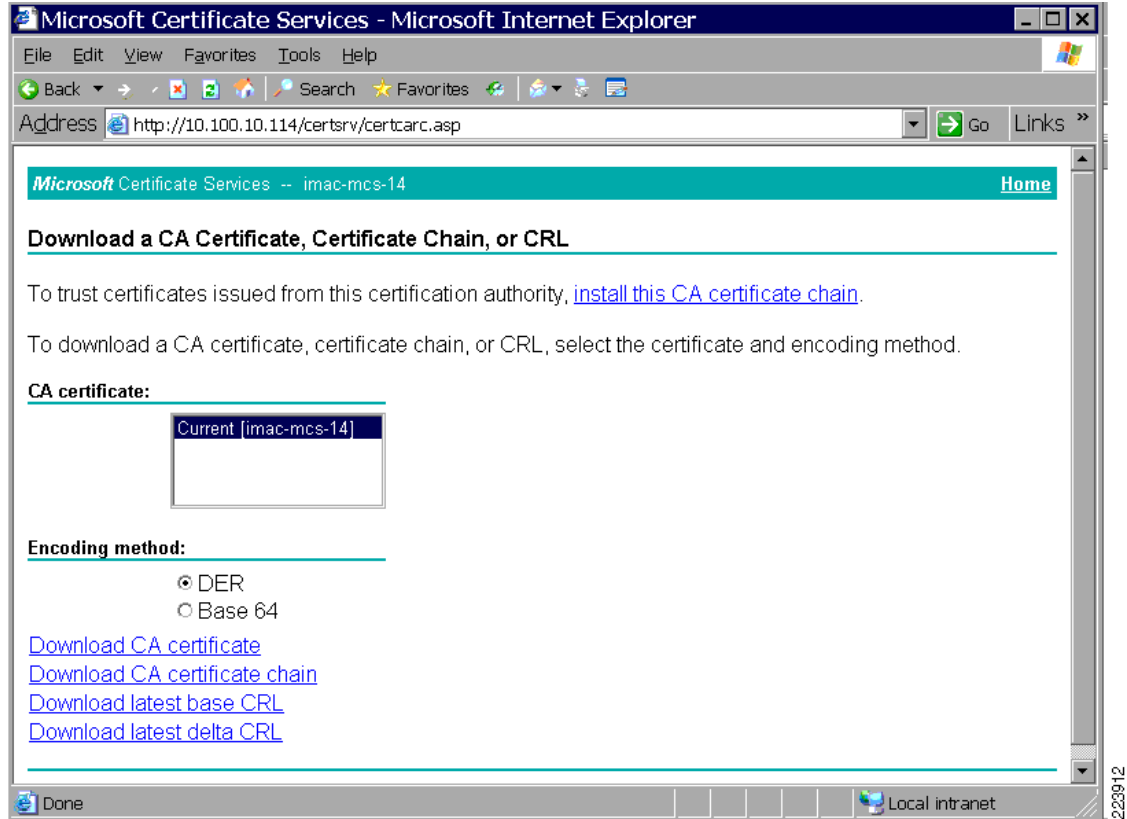 Microsoft Certificate Services - Microsoft Internet Explorer
File Edit View Favorites Tools Help
Back Search Favorites
Address http://10.100.10.114/certsrv/certcarc.asp Go Links »
Microsoft Certificate Services -- imac-mcs-14 Home
Download a CA Certificate, Certificate Chain, or CRL
To trust certificates issued from this certification authority, install this CA certificate chain.
To download a CA certificate, certificate chain, or CRL, select the certificate and encoding method.
CA certificate:
Current [imac-mcs-14]
Encoding method:
DER
Base 64
Download CA certificate
Download CA certificate chain
Download latest base CRL
Download latest delta CRL
Done Local intranet
223912